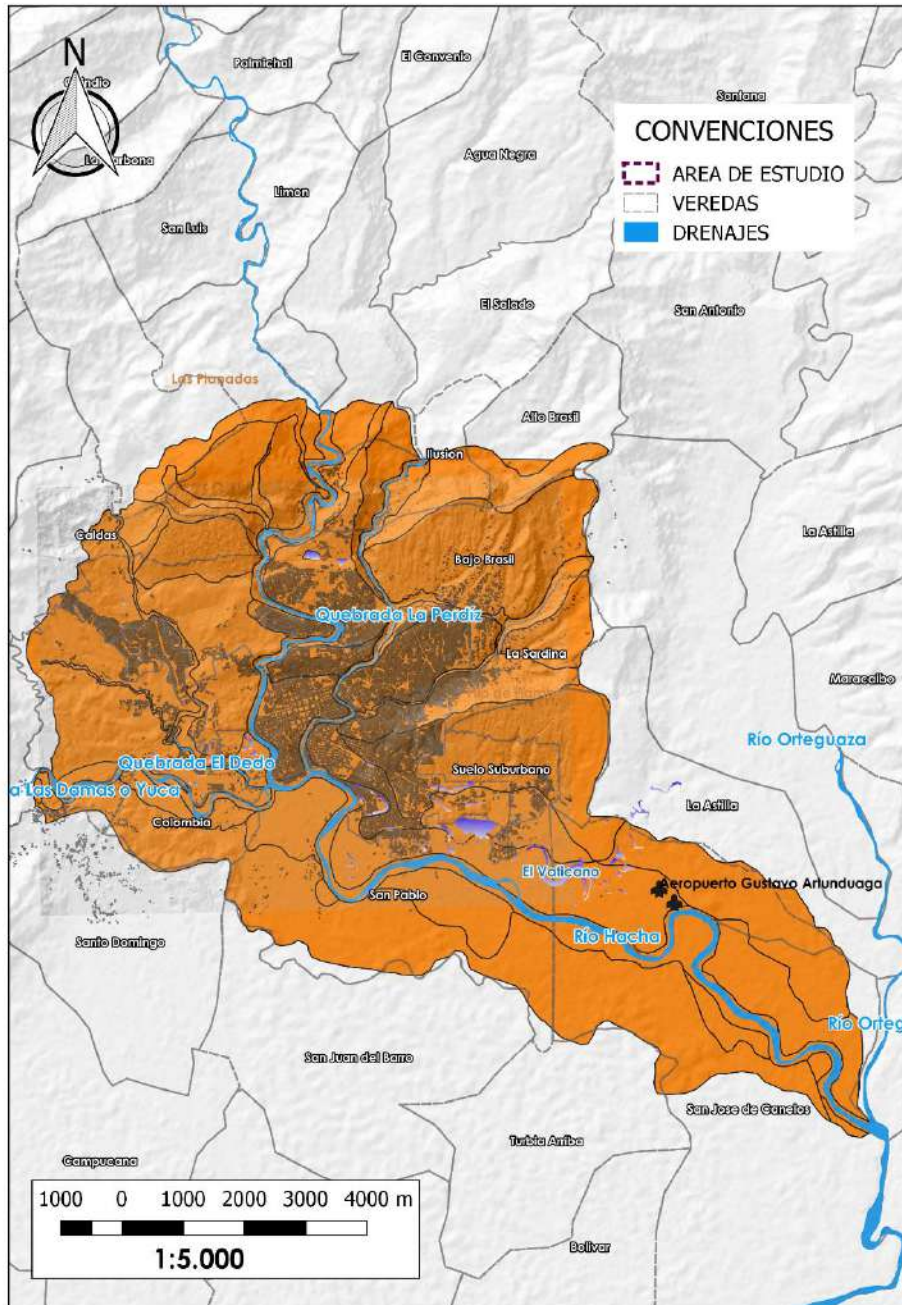 N
Palmichal
El Convenio
Santana
CONVENCIONES
AREA DE ESTUDIO
VEREDAS
DRENAJES
Agua Negra
Limon
San Luis
El Salado
San Antonio
Las Planadas
Alto Brasil
Ilusion
La Astilla
Caldas
Bajo Brasil
Quebrada La Perdíz
La Sardina
Maracaibo
Río Orteguaza
Quebrada El Dedo
Suelo Suburbano
a Las Damas o Yuca
La Astilla
Colombia
El Vaticano
Aeropuerto Gustavo Artunduaga
San Pablo
Río Hacha
Santo Domingo
Río Orteg
San Juan del Barro
San Jose de Canelos
Turbia Arriba
Campucana
1000 0 1000 2000 3000 4000 m
1:5.000
Bolivar